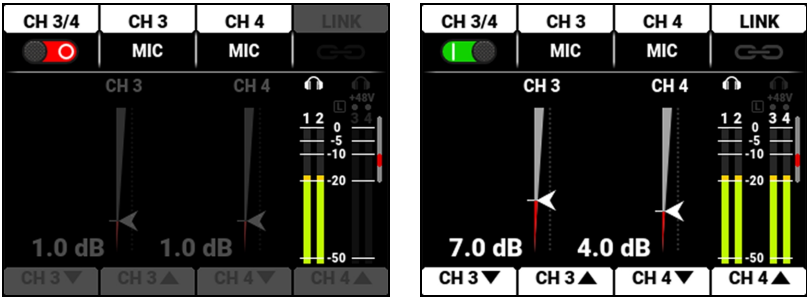 CH 3/4 CH 3 CH 4 LINK
MIC MIC
CH 3 CH 4
+48V
L
1 2 3 4
0
-5
-10
-20
-50
1.0 dB 1.0 dB
CH 3▼ CH 3▲ CH 4▼ CH 4▲
CH 3/4 CH 3 CH 4 LINK
MIC MIC
CH 3 CH 4
+48V
L
1 2 3 4
0
-5
-10
-20
-50
7.0 dB 4.0 dB
CH 3▼ CH 3▲ CH 4▼ CH 4▲